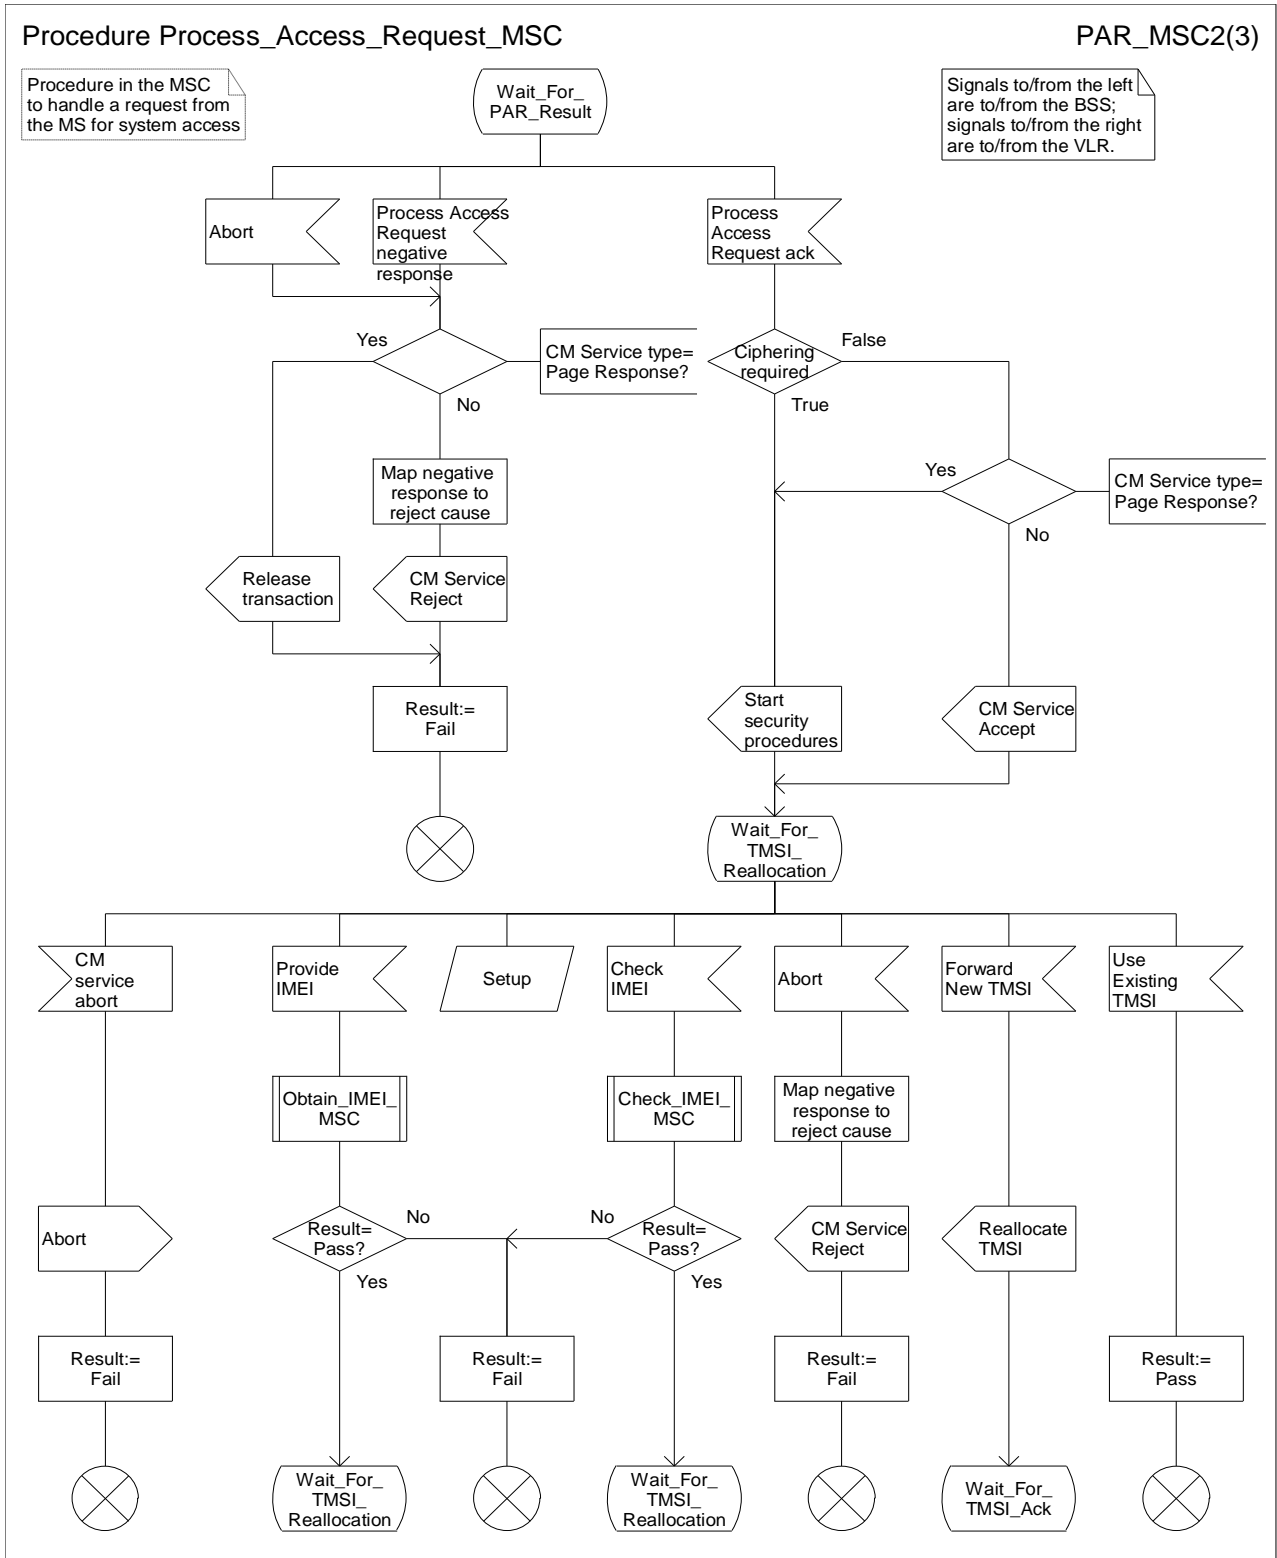 Procedure Process_Access_Request_MSC
PAR_MSC2(3)
Procedure in the MSC
to handle a request from
the MS for system access
Wait_For_
PAR_Result
Signals to/from the left
are to/from the BSS;
signals to/from the right
are to/from the VLR.
Abort
Process Access
Request
negative
response
Process
Access
Request ack
Yes
CM Service type=
Page Response?
No
Ciphering
required
False
True
Map negative
response to
reject cause
Yes
CM Service type=
Page Response?
No
Release
transaction
CM Service
Reject
Result:=
Fail
Start
security
procedures
CM Service
Accept
Wait_For_
TMSI_
Reallocation
CM
service
abort
Provide
IMEI
Setup
Check
IMEI
Abort
Forward
New TMSI
Use
Existing
TMSI
Obtain_IMEI_
MSC
Check_IMEI_
MSC
Map negative
response to
reject cause
Abort
Result=
Pass?
No
Yes
No
Result=
Pass?
Yes
CM Service
Reject
Reallocate
TMSI
Result:=
Fail
Result:=
Fail
Result:=
Fail
Result:=
Pass
Wait_For_
TMSI_
Reallocation
Wait_For_
TMSI_
Reallocation
Wait_For_
TMSI_Ack